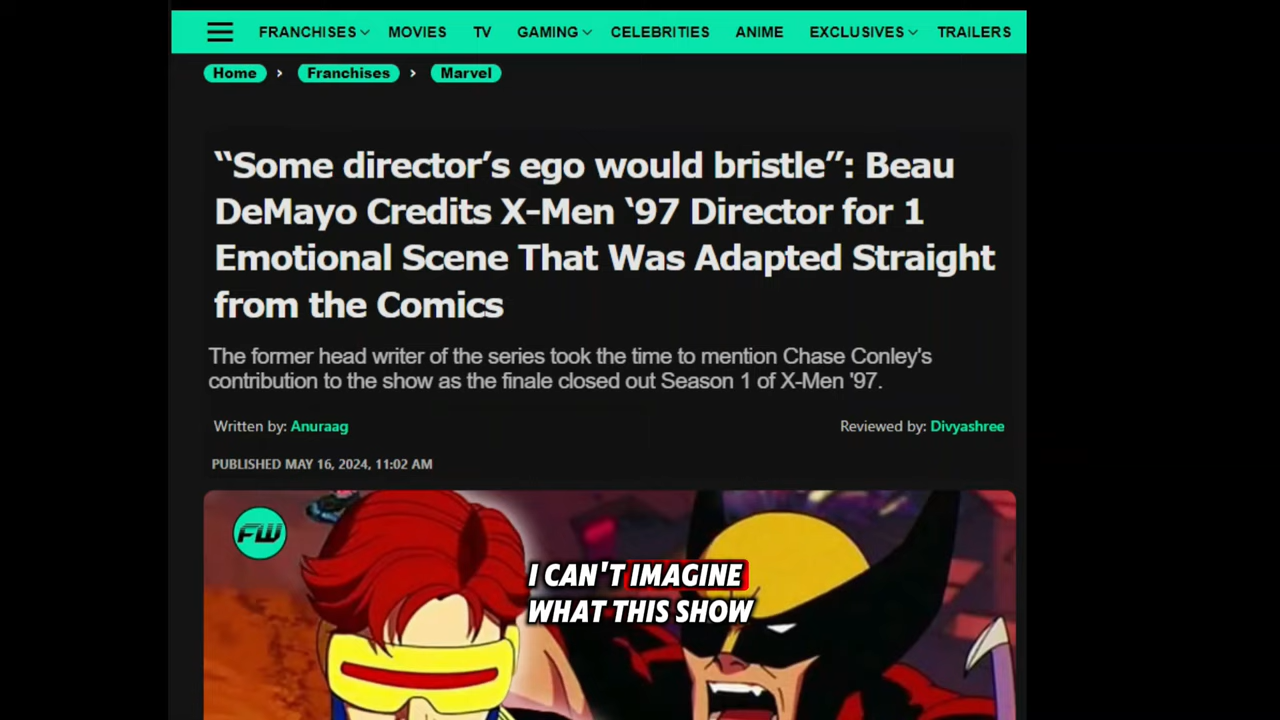 FRANCHISES MOVIES TV GAMING CELEBRITIES ANIME EXCLUSIVES TRAILERS
Home › Franchises › Marvel
“Some director’s ego would bristle”: Beau
DeMayo Credits X-Men ‘97 Director for 1
Emotional Scene That Was Adapted Straight
from the Comics
The former head writer of the series took the time to mention Chase Conley's
contribution to the show as the finale closed out Season 1 of X-Men '97.
Written by: Anuraag Reviewed by: Divyashree
PUBLISHED MAY 16, 2024, 11:02 AM
FW
I CAN'T IMAGINE
WHAT THIS SHOW